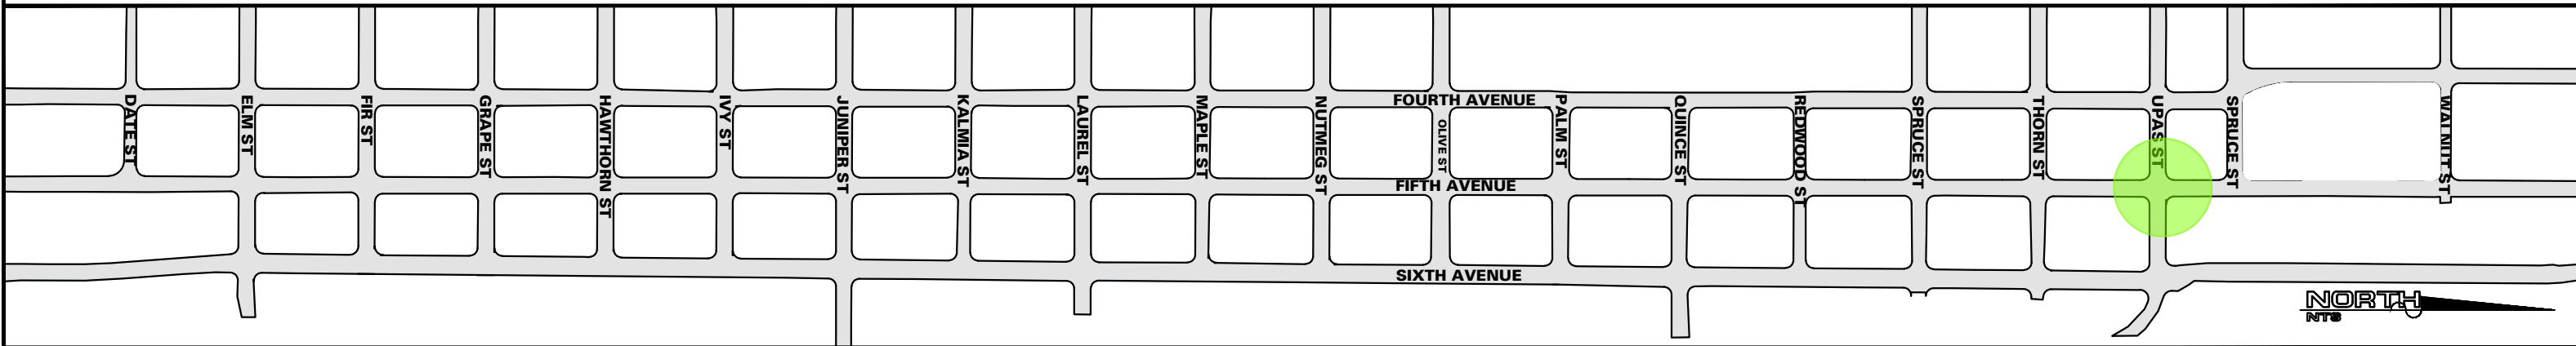 DATE ST
ELM ST
FIR ST
GRAPE ST
HAWTHORN ST
IVY ST
JUNIPER ST
KALMIA ST
LAUREL ST
MAPLE ST
NUTMEG ST
FOURTH AVENUE
OLIVE ST
FIFTH AVENUE
SIXTH AVENUE
PALM ST
QUINCE ST
REDWOOD ST
SPRUCE ST
THORN ST
UPAS ST
SPRUCE ST
WALNUT ST
NORTH
NTS